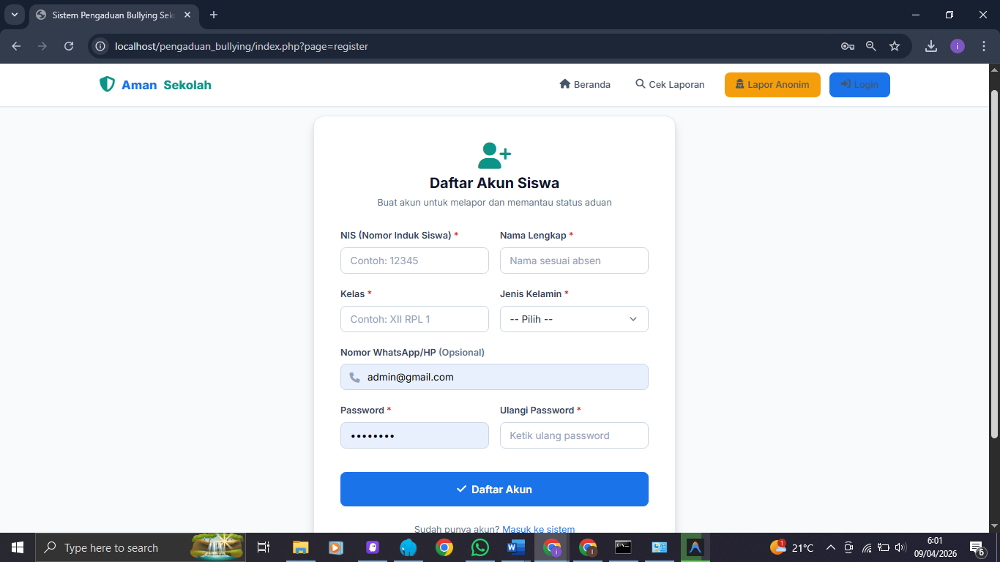 Sistem Pengaduan Bullying Sek
localhost/pengaduan_bullying/index.php?page=register
i
Aman Sekolah
Beranda
Cek Laporan
Lapor Anonim
Login
Daftar Akun Siswa
Buat akun untuk melapor dan memantau status aduan
NIS (Nomor Induk Siswa) * Nama Lengkap *
Contoh: 12345 Nama sesuai absen
Kelas * Jenis Kelamin *
Contoh: XII RPL 1 -- Pilih --
Nomor WhatsApp/HP (Opsional)
admin@gmail.com
Password * Ulangi Password *
•••••••• Ketik ulang password
Daftar Akun
Sudah punya akun? Masuk ke sistem
Type here to search
1
21°C
6:01
09/04/2026
6